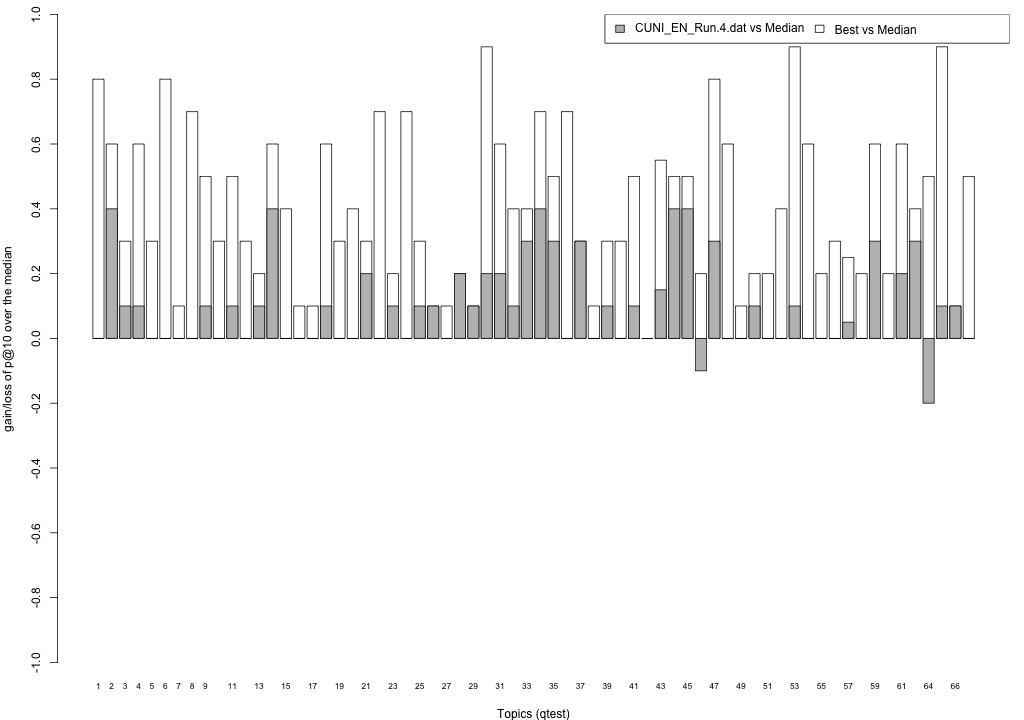 CUNI_EN_Run.4.dat vs Median Best vs Median
gain/loss of p@10 over the median
1.0
0.8
0.6
0.4
0.2
0.0
-0.2
-0.4
-0.6
-0.8
-1.0
1 2 3 4 5 6 7 8 9 11 13 15 17 19 21 23 25 27 29 31 33 35 37 39 41 43 45 47 49 51 53 55 57 59 61 64 66
Topics (qtest)